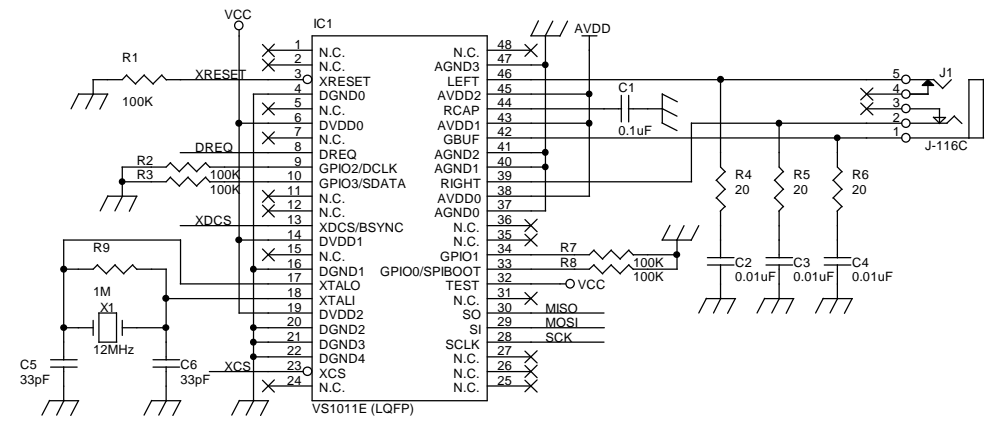 VCC
IC1
AVDD
R1
XRESET
100K
1 N.C.
2 N.C.
3 XRESET
4 DGND0
5 N.C.
6 DVDD0
7 N.C.
8 DREQ
9 GPIO2/DCLK
10 GPIO3/SDATA
11 N.C.
12 N.C.
13 XDCS/BSYNC
14 DVDD1
15 N.C.
16 DGND1
17 XTALO
18 XTALI
19 DVDD2
20 DGND2
21 DGND3
22 DGND4
23 XCS
24 N.C.
N.C. 48
AGND3 47
LEFT 46
AVDD2 45
RCAP 44
AVDD1 43
GBUF 42
AGND2 41
AGND1 40
RIGHT 39
AVDD0 38
AGND0 37
N.C. 36
N.C. 35
GPIO1 34
GPIO0/SPIBOOT 33
TEST 32
N.C. 31
SO 30
SI 29
SCLK 28
N.C. 27
N.C. 26
N.C. 25
VS1011E (LQFP)
DREQ
R2
100K
R3
100K
XDCS
R9
1M
X1
12MHz
C5
33pF
C6
33pF
XCS
C1
0.1uF
R7
100K
R8
100K
VCC
MISO
MOSI
SCK
5
4
3
2
1
J1
J-116C
R4
20
R5
20
R6
20
C2
0.01uF
C3
0.01uF
C4
0.01uF